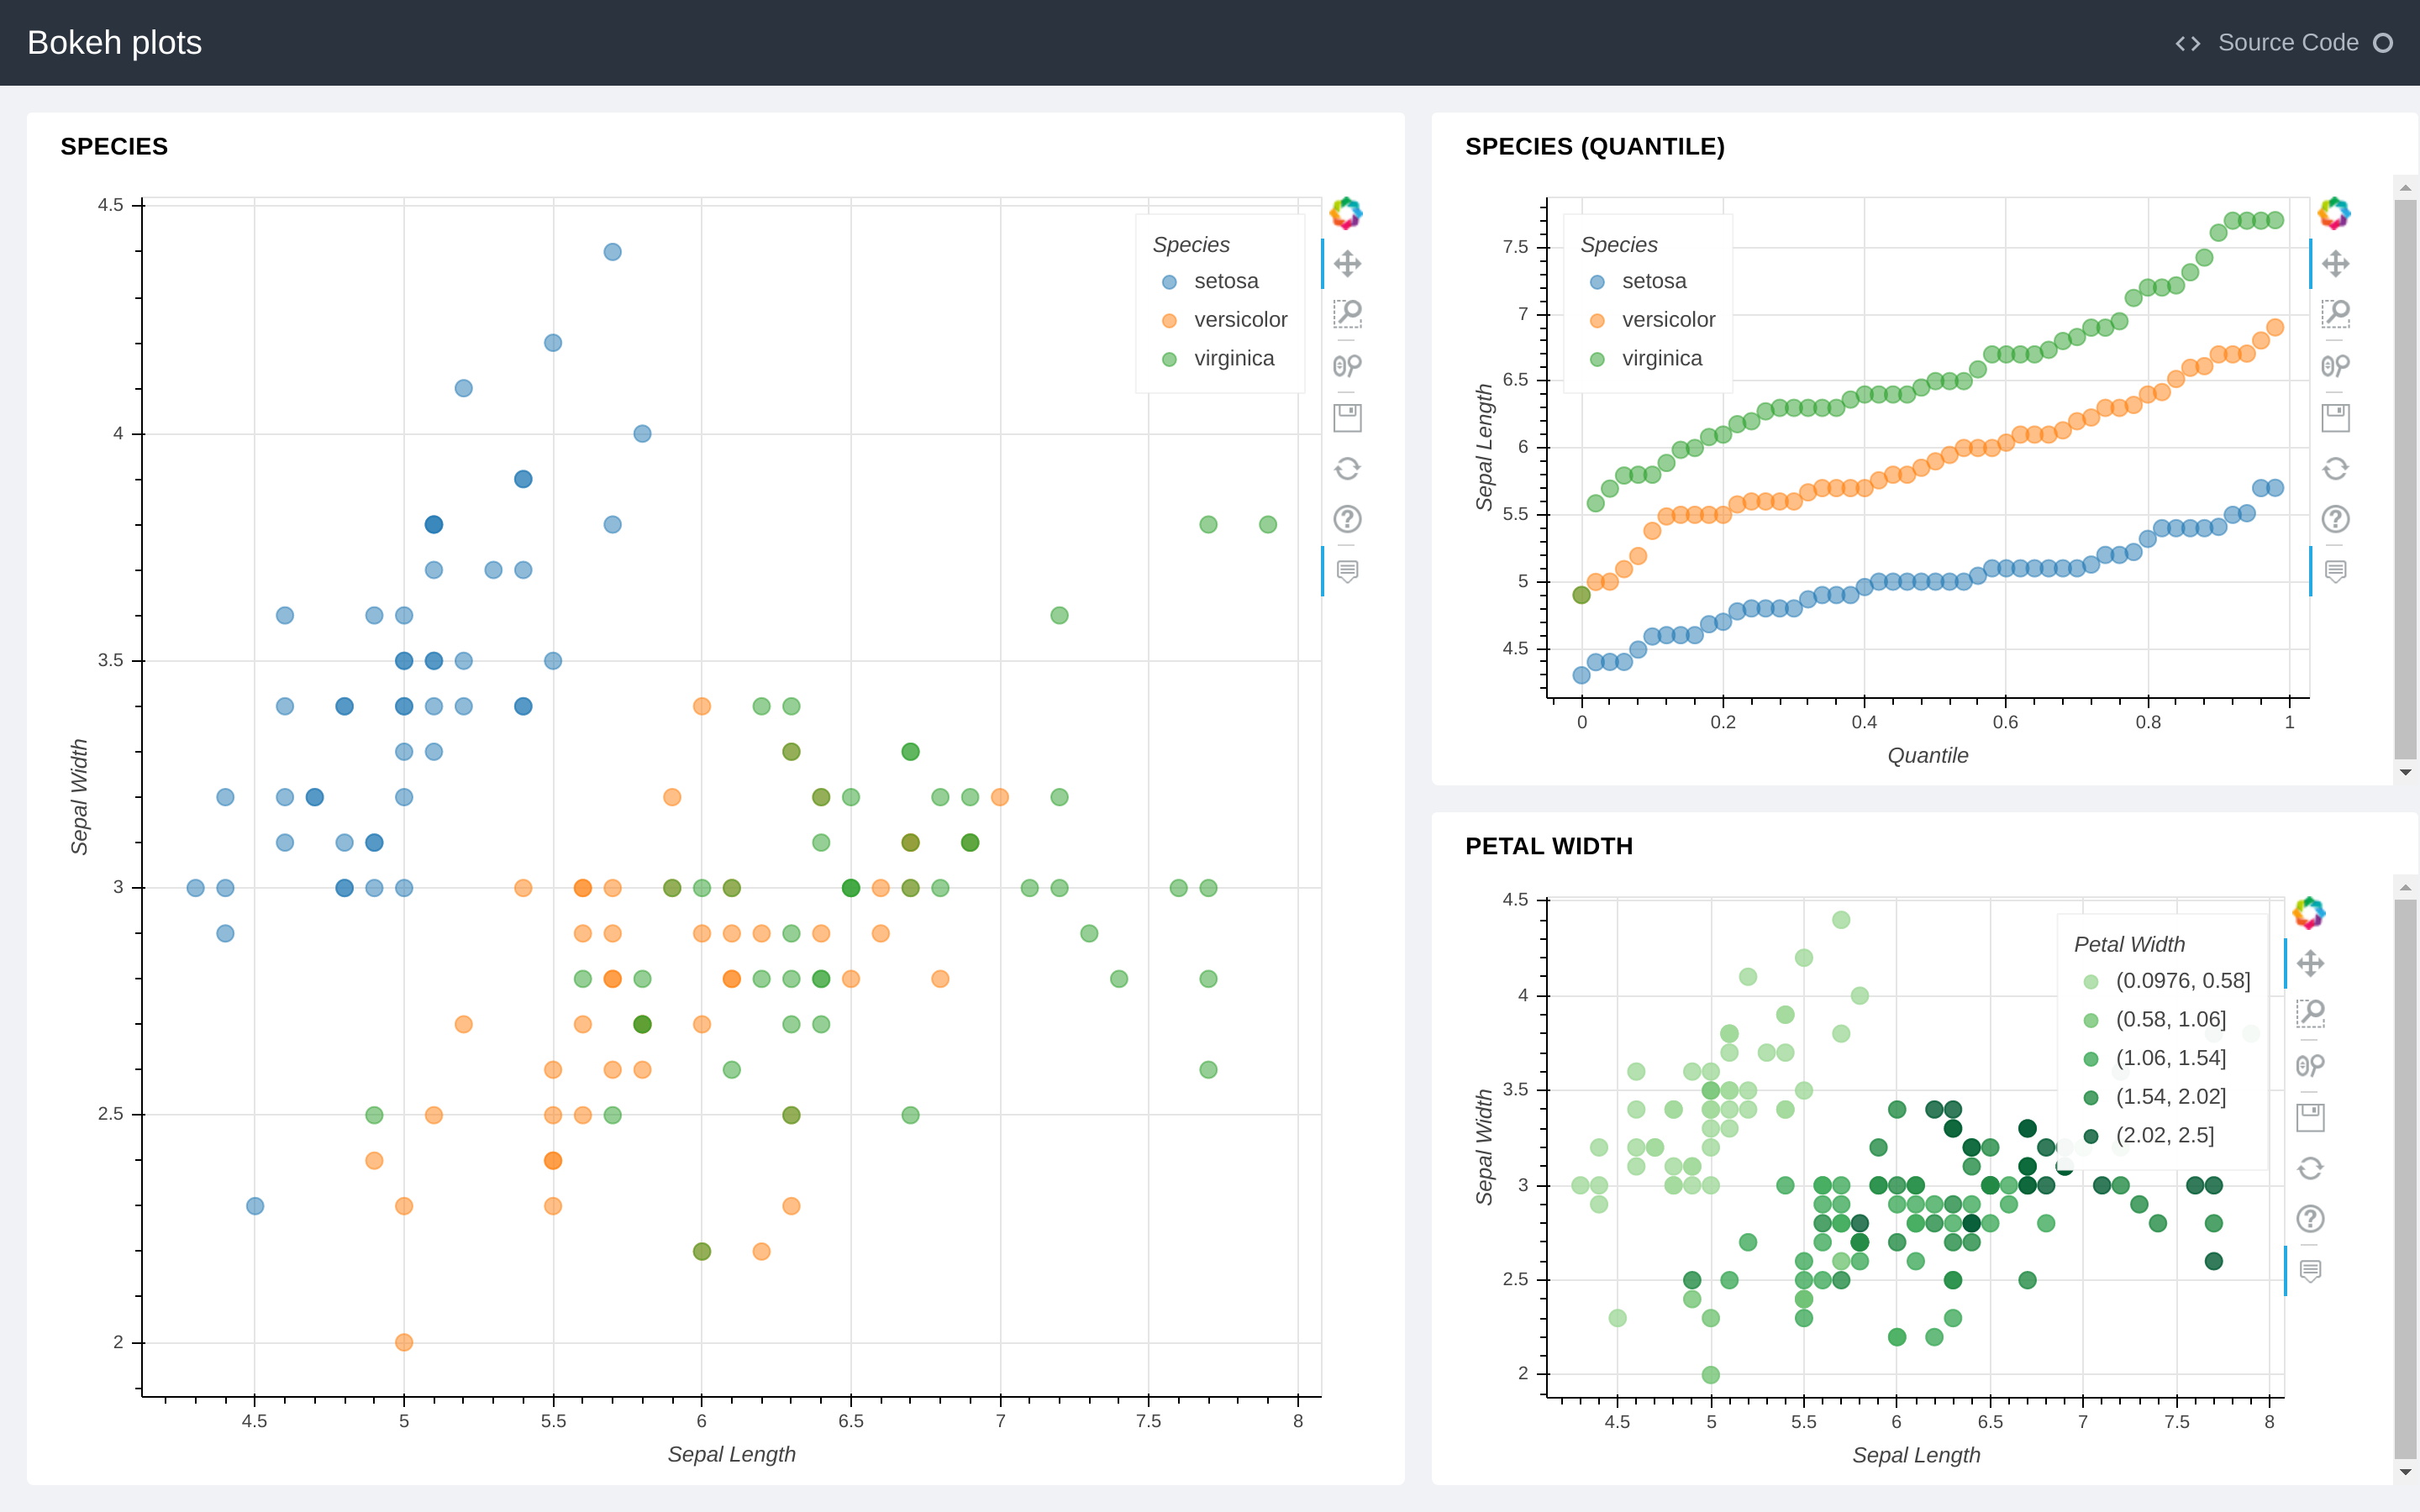 Bokeh plots
Source Code
SPECIES
4.5
4
3.5
3
2.5
2
Sepal Width
4.5 5 5.5 6 6.5 7 7.5 8
Sepal Length
Species
setosa
versicolor
virginica
SPECIES (QUANTILE)
7.5
7
6.5
6
5.5
5
4.5
Sepal Length
0 0.2 0.4 0.6 0.8 1
Quantile
Species
setosa
versicolor
virginica
PETAL WIDTH
4.5
4
3.5
3
2.5
2
Sepal Width
4.5 5 5.5 6 6.5 7 7.5 8
Sepal Length
Petal Width
(0.0976, 0.58]
(0.58, 1.06]
(1.06, 1.54]
(1.54, 2.02]
(2.02, 2.5]